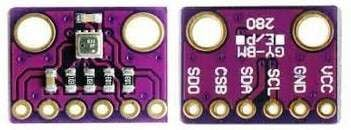 GY-BM
E/P
280
SDO
CSB
SDA
SCL
GND
VCC